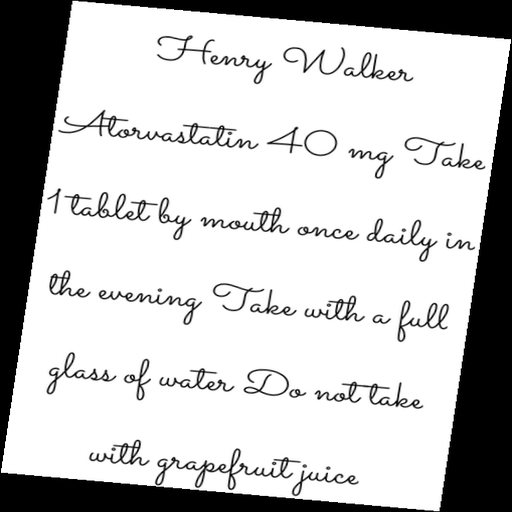 Henry Walker
Atorvastatin 40 mg Take
1 tablet by mouth once daily in
the evening Take with a full
glass of water Do not take
with grapefruit juice